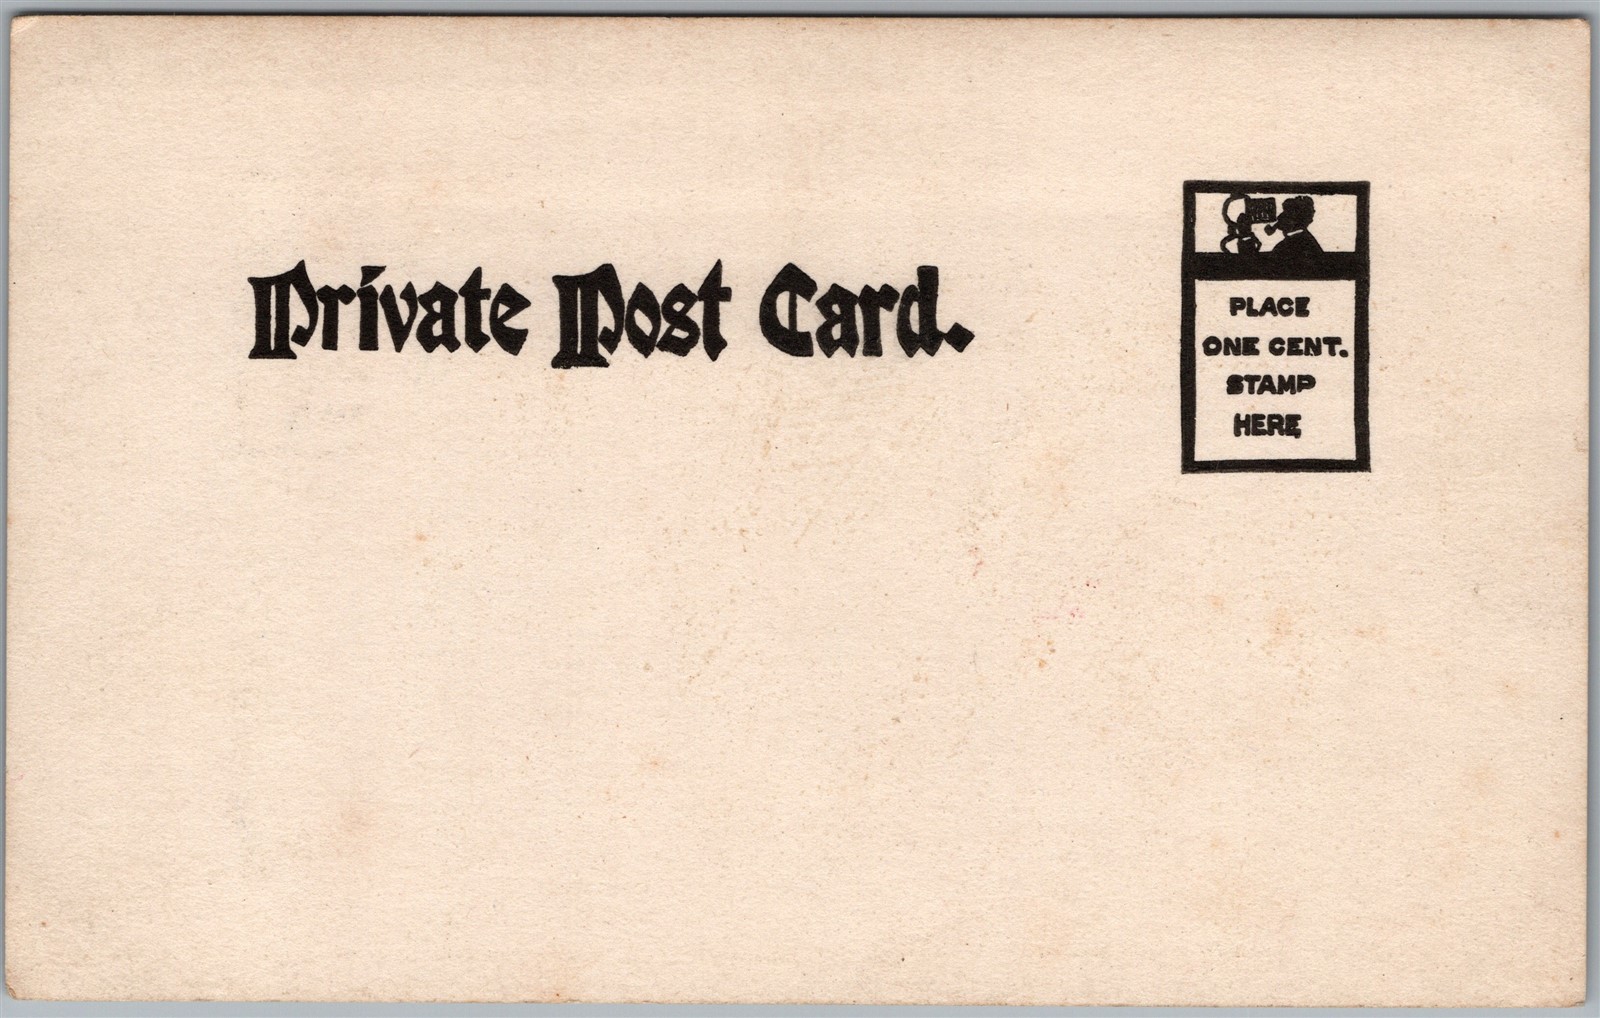 Private Post Card.
PLACE
ONE CENT.
STAMP
HERE